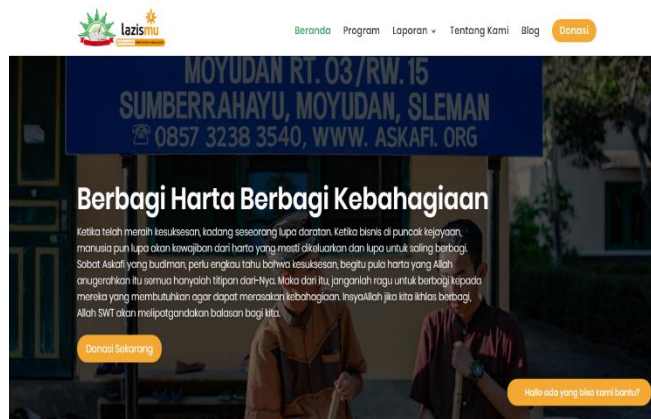 lazismu
Beranda Program Laporan Tentang Kami Blog Donasi
MOYUDAN RT. 03/RW. 15
SUMBERRAHAYU, MOYUDAN, SLEMAN
☏ 0857 3238 3540, WWW. ASKAFI. ORG
Berbagi Harta Berbagi Kebahagiaan
Ketika telah meraih kesuksesan, kadang seseorang lupa daratan. Ketika bisnis di puncak kejayaan,
manusia pun lupa akan kewajiban dari harta yang mesti dikeluarkan dan lupa untuk saling berbagi.
Sobat Askafi yang budiman, perlu engkau tahu bahwa kesuksesan, begitu pula harta yang Allah
anugerahkan itu semua hanyalah titipan dari-Nya. Maka dari itu, janganlah ragu untuk berbagi kepada
mereka yang membutuhkan agar dapat merasakan kebahagiaan. InsyaAllah jika kita ikhlas berbagi,
Allah SWT akan melipatgandakan balasan bagi kita.
Donasi Sekarang
Hallo ada yang bisa kami bantu?